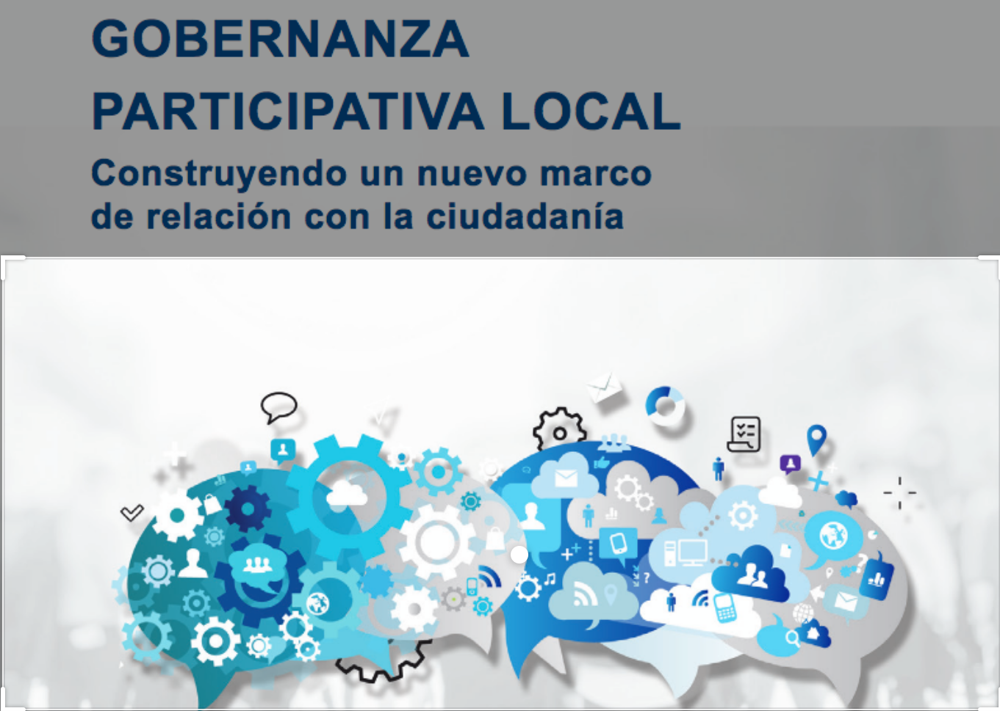 GOBERNANZA
PARTICIPATIVA LOCAL
Construyendo un nuevo marco
de relación con la ciudadanía